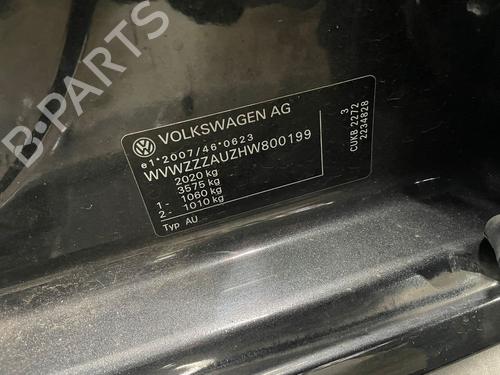 B-PARTS
VOLKSWAGEN AG
e1*2007/46*0623
WVWZZZAUZHW800199
2020 kg
3575 kg
1- 1060 kg
2- 1010 kg
Typ AU
3
CUKB 2272
2234828